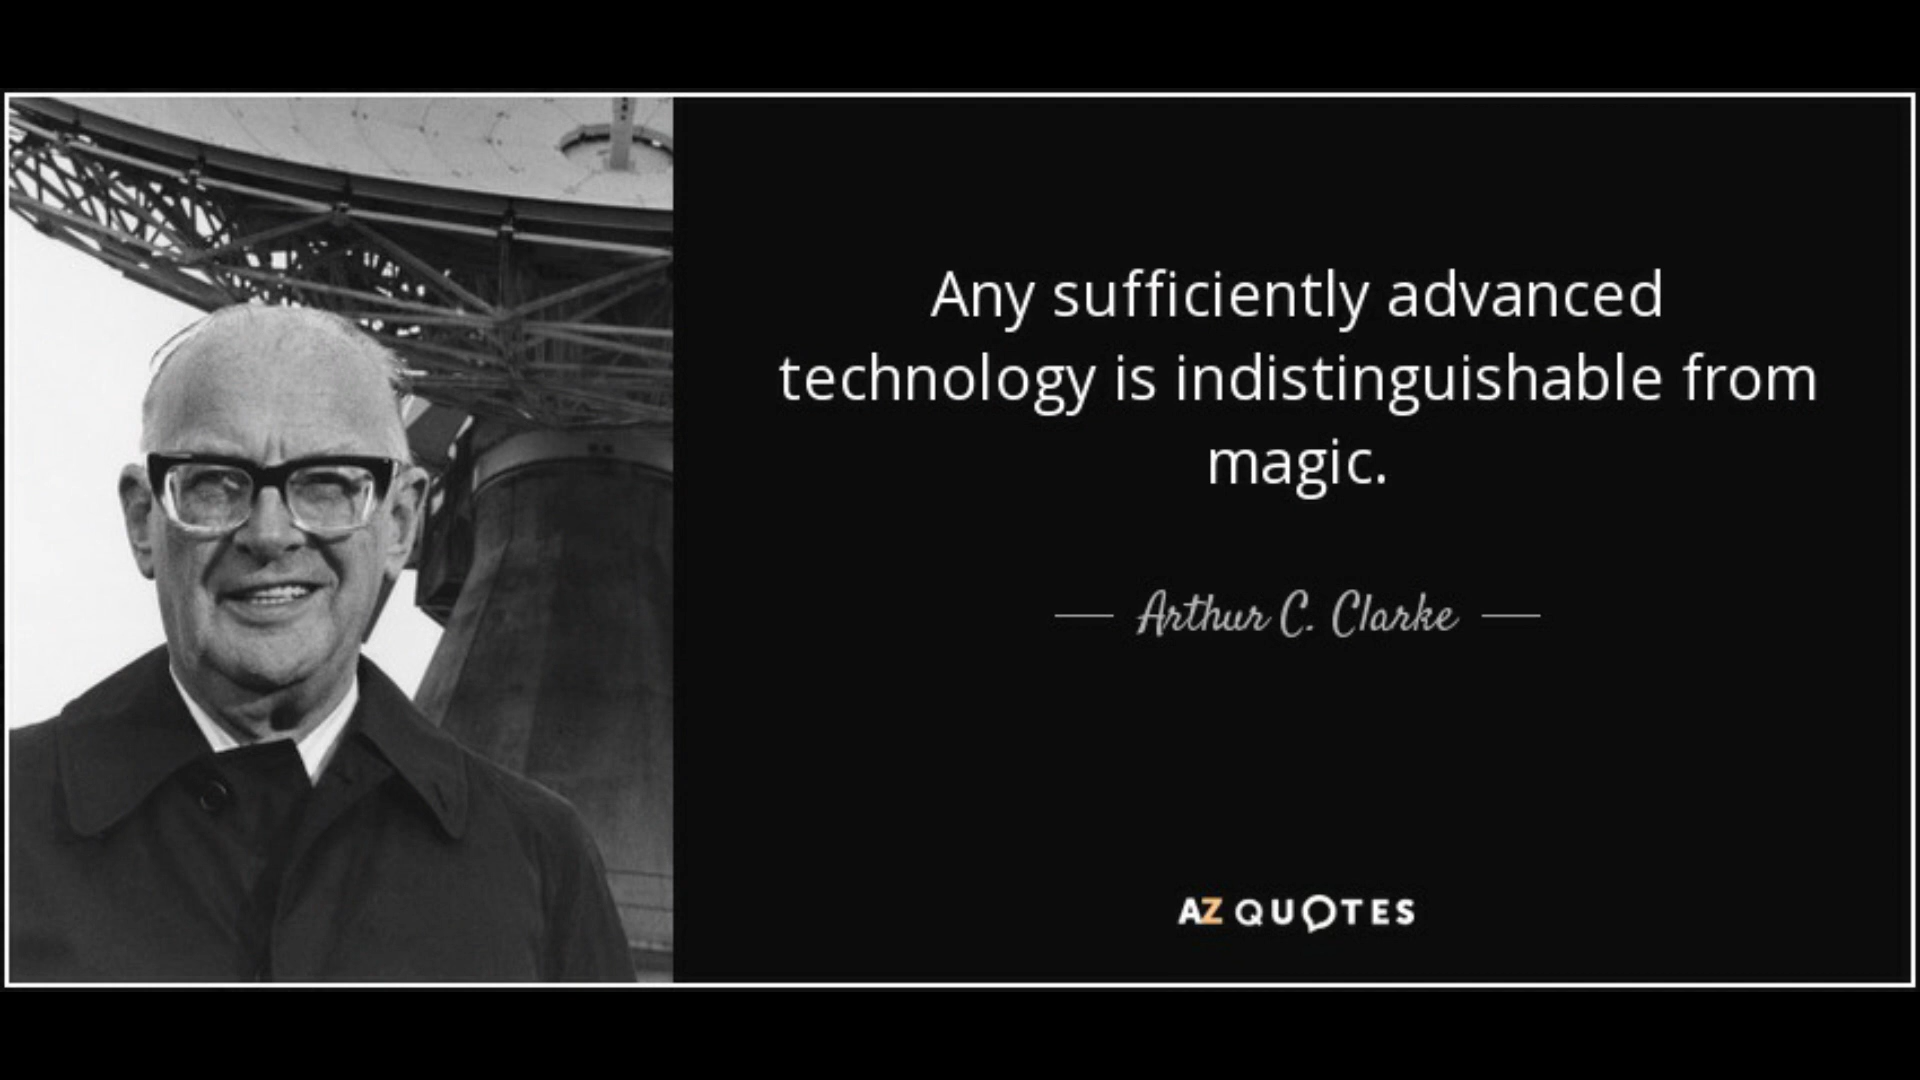 Any sufficiently advanced
technology is indistinguishable from
magic.
Arthur C. Clarke
AZ QUOTES